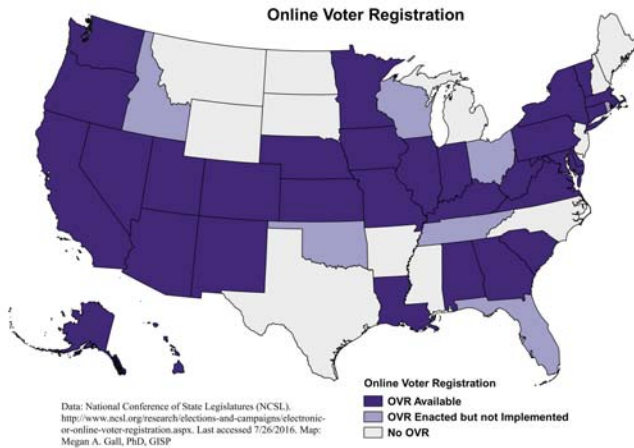 Online Voter Registration
Online Voter Registration
OVR Available
OVR Enacted but not Implemented
No OVR
Data: National Conference of State Legislatures (NCSL).
http://www.ncsl.org/research/elections-and-campaigns/electronic-
or-online-voter-registration.aspx. Last accessed 7/26/2016. Map:
Megan A. Gall, PhD, GISP